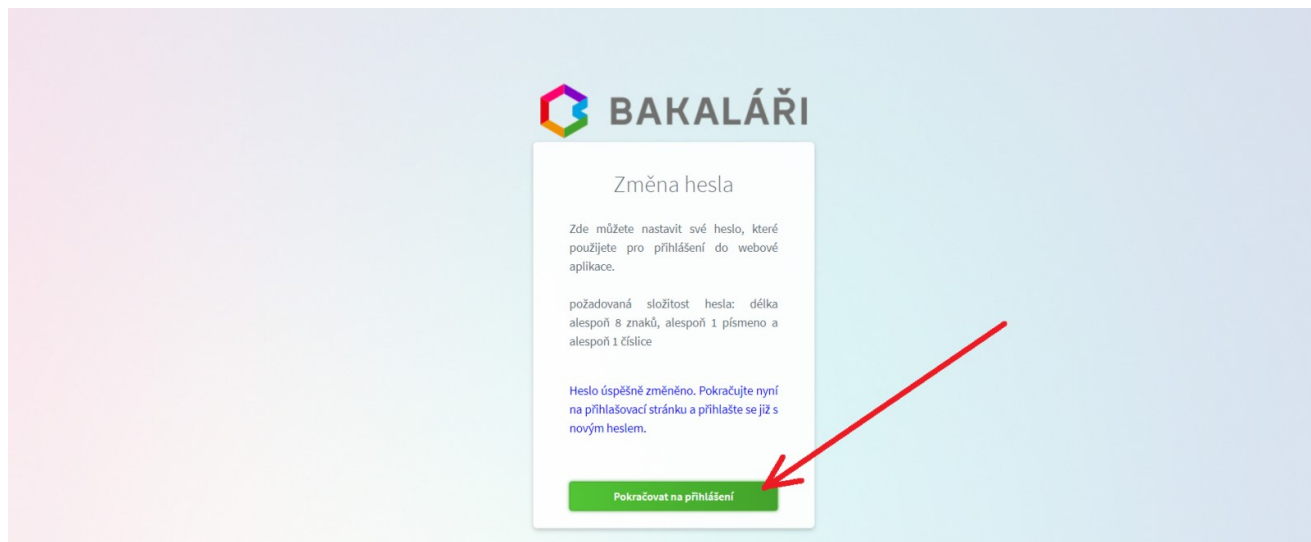 BAKALÁŘI
Změna hesla
Zde můžete nastavit své heslo, které
použijete pro přihlášení do webové
aplikace.
požadovaná složitost hesla: délka
alespoň 8 znaků, alespoň 1 písmeno a
alespoň 1 číslice
Heslo úspěšně změněno. Pokračujte nyní
na přihlašovací stránku a přihlašte se již s
novým heslem.
Pokračovat na přihlášení